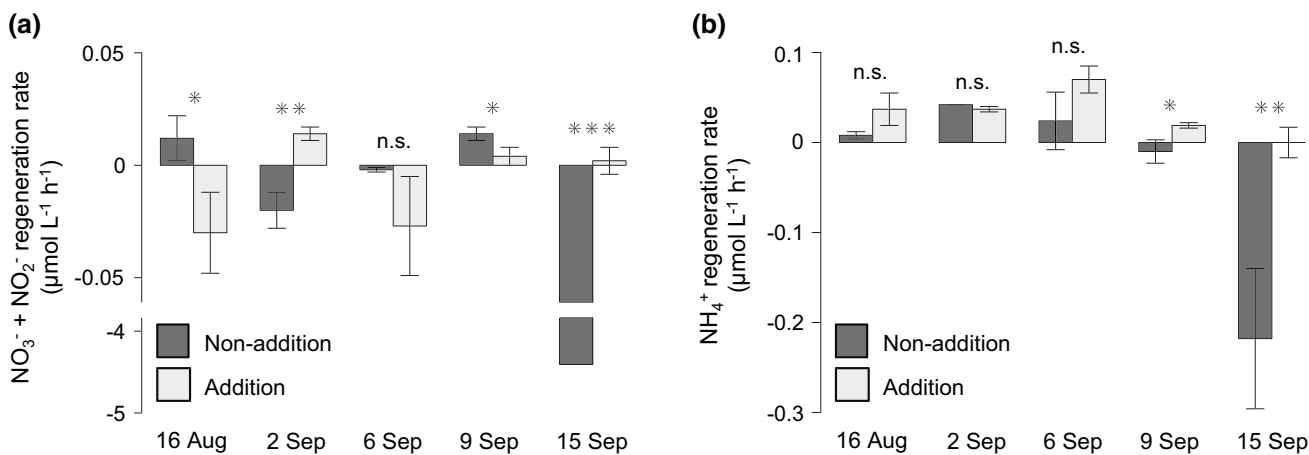 (a)
NO₃⁻ + NO₂⁻ regeneration rate
(µmol L⁻¹ h⁻¹)
0.05
0
-0.05
-4
-5
*
**
n.s.
*
***
Non-addition
Addition
16 Aug 2 Sep 6 Sep 9 Sep 15 Sep
(b)
NH₄⁺ regeneration rate
(µmol L⁻¹ h⁻¹)
0.1
0
-0.1
-0.2
-0.3
n.s.
n.s.
n.s.
*
**
Non-addition
Addition
16 Aug 2 Sep 6 Sep 9 Sep 15 Sep